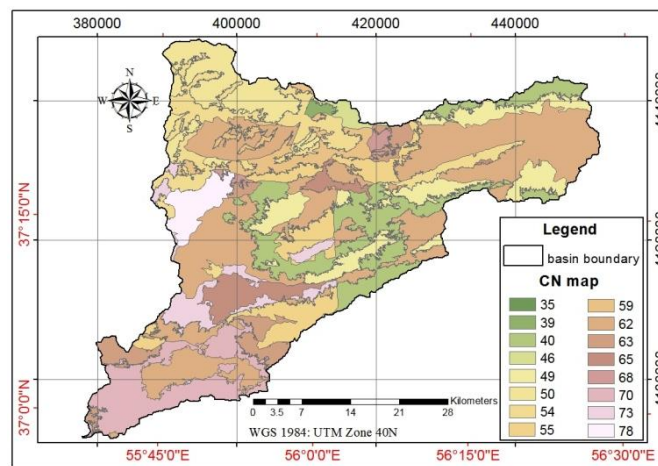 380000 400000 420000 440000
N
W E
S
37°15'0"N
37°0'0"N
Legend
basin boundary
CN map
35 59
39 62
40 63
46 65
49 68
50 70
54 73
55 78
Kilometers
0 3.5 7 14 21 28
WGS 1984: UTM Zone 40N
55°45'0"E 56°0'0"E 56°15'0"E 56°30'0"E